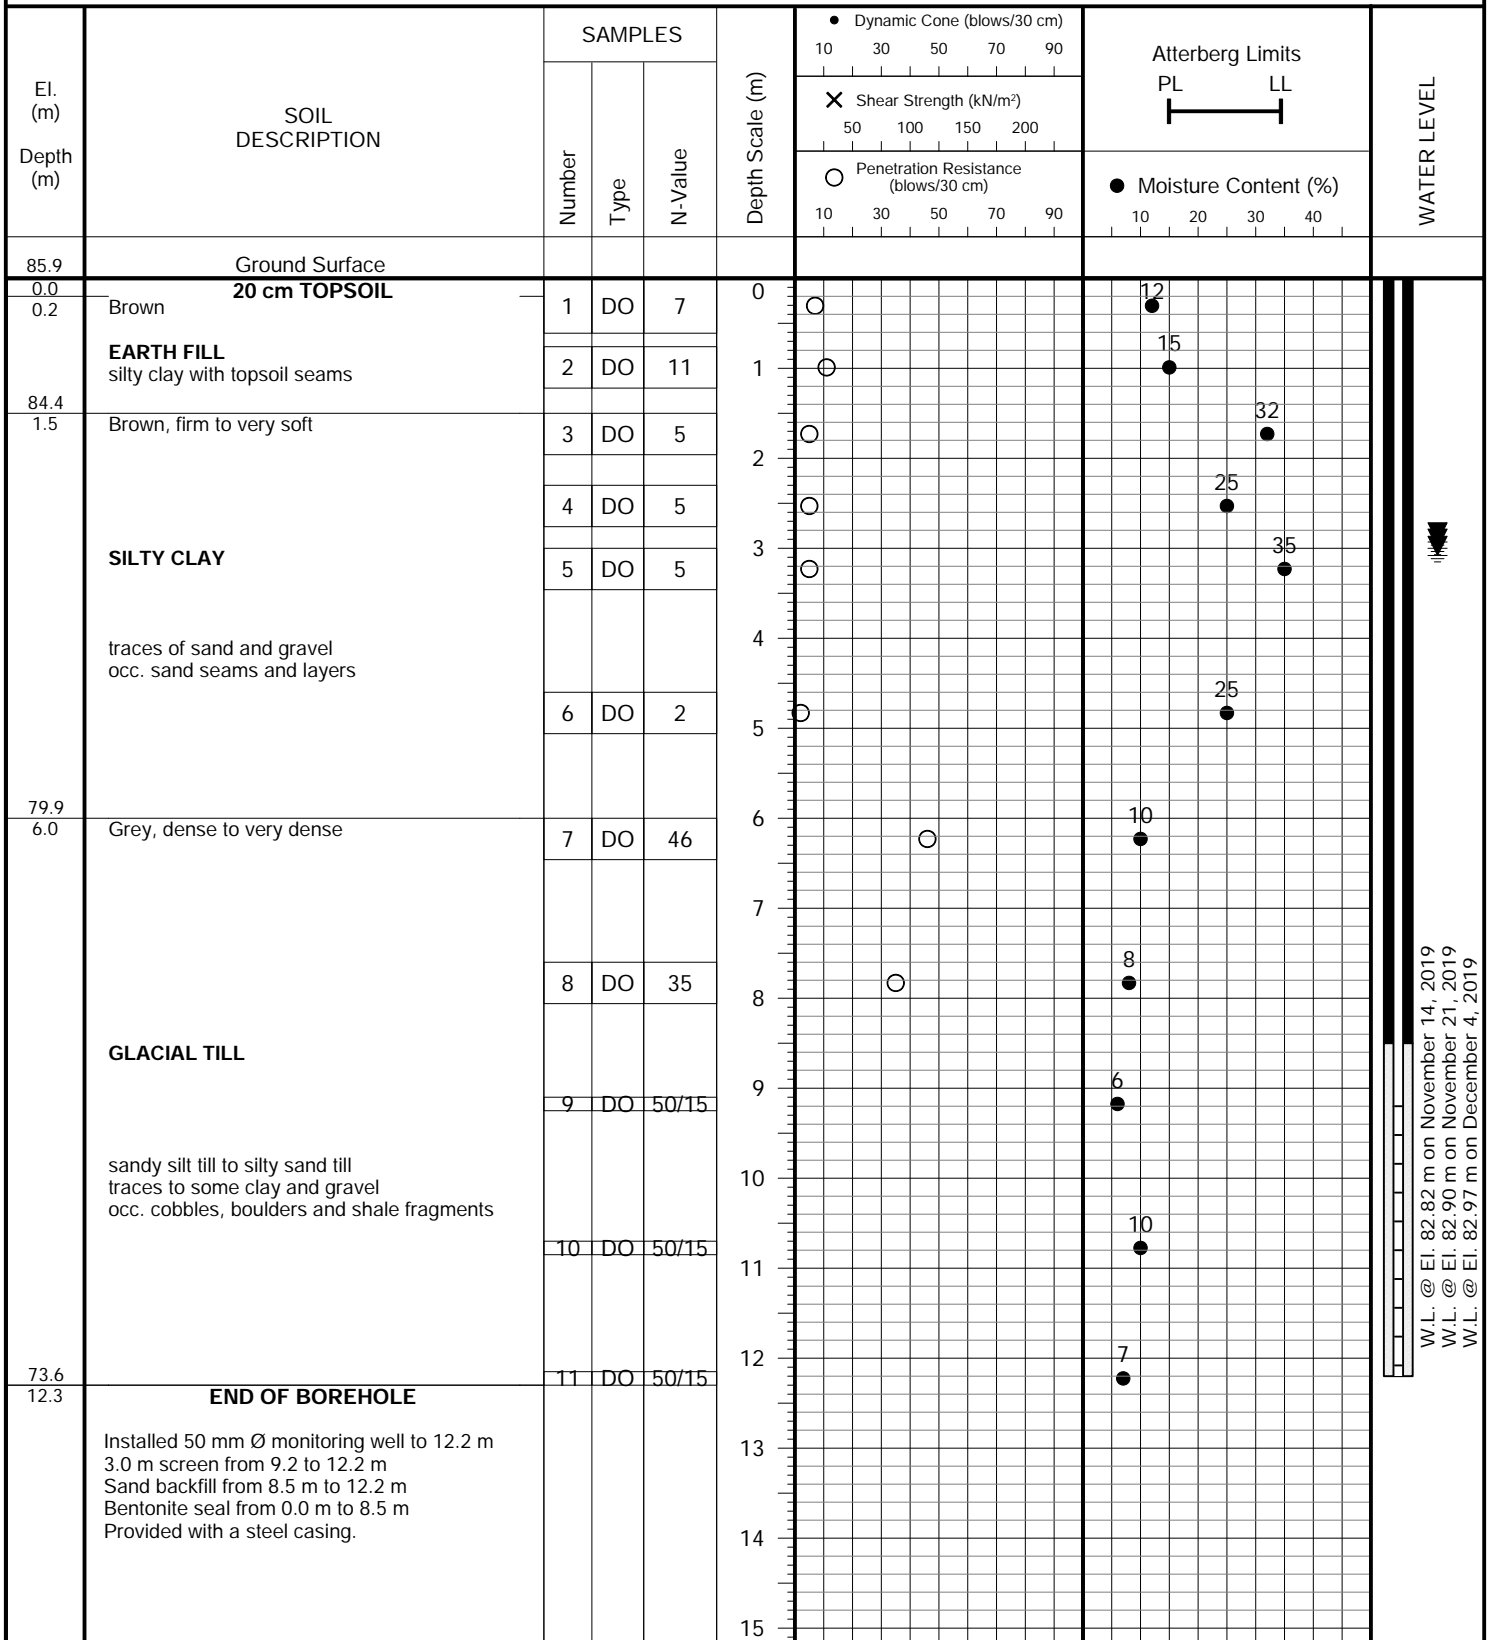 El.
(m)
Depth
(m)
SOIL
DESCRIPTION
SAMPLES
Number
Type
N-Value
Depth Scale (m)
Dynamic Cone (blows/30 cm)
10 30 50 70 90
Shear Strength (kN/m²)
50 100 150 200
Penetration Resistance
(blows/30 cm)
10 30 50 70 90
Atterberg Limits
PL LL
Moisture Content (%)
10 20 30 40
WATER LEVEL
85.9 Ground Surface
0.0 20 cm TOPSOIL 0
0.2 Brown 1 DO 7 12
EARTH FILL 15
silty clay with topsoil seams 2 DO 11 1
84.4
1.5 Brown, firm to very soft 32
3 DO 5
2
25
4 DO 5
3 35
SILTY CLAY
5 DO 5
4
traces of sand and gravel
occ. sand seams and layers
25
6 DO 2
5
79.9
6.0 Grey, dense to very dense 6 10
7 DO 46
7
8
8 DO 35
8
GLACIAL TILL
9 6
9 DO 50/15
sandy silt till to silty sand till
traces to some clay and gravel 10
occ. cobbles, boulders and shale fragments
10
10 DO 50/15
11
12 7
73.6
11 DO 50/15
12.3 END OF BOREHOLE
Installed 50 mm Ø monitoring well to 12.2 m
13
3.0 m screen from 9.2 to 12.2 m
Sand backfill from 8.5 m to 12.2 m
Bentonite seal from 0.0 m to 8.5 m
Provided with a steel casing.
14
15
W.L. @ El. 82.82 m on November 14, 2019
W.L. @ El. 82.90 m on November 21, 2019
W.L. @ El. 82.97 m on December 4, 2019